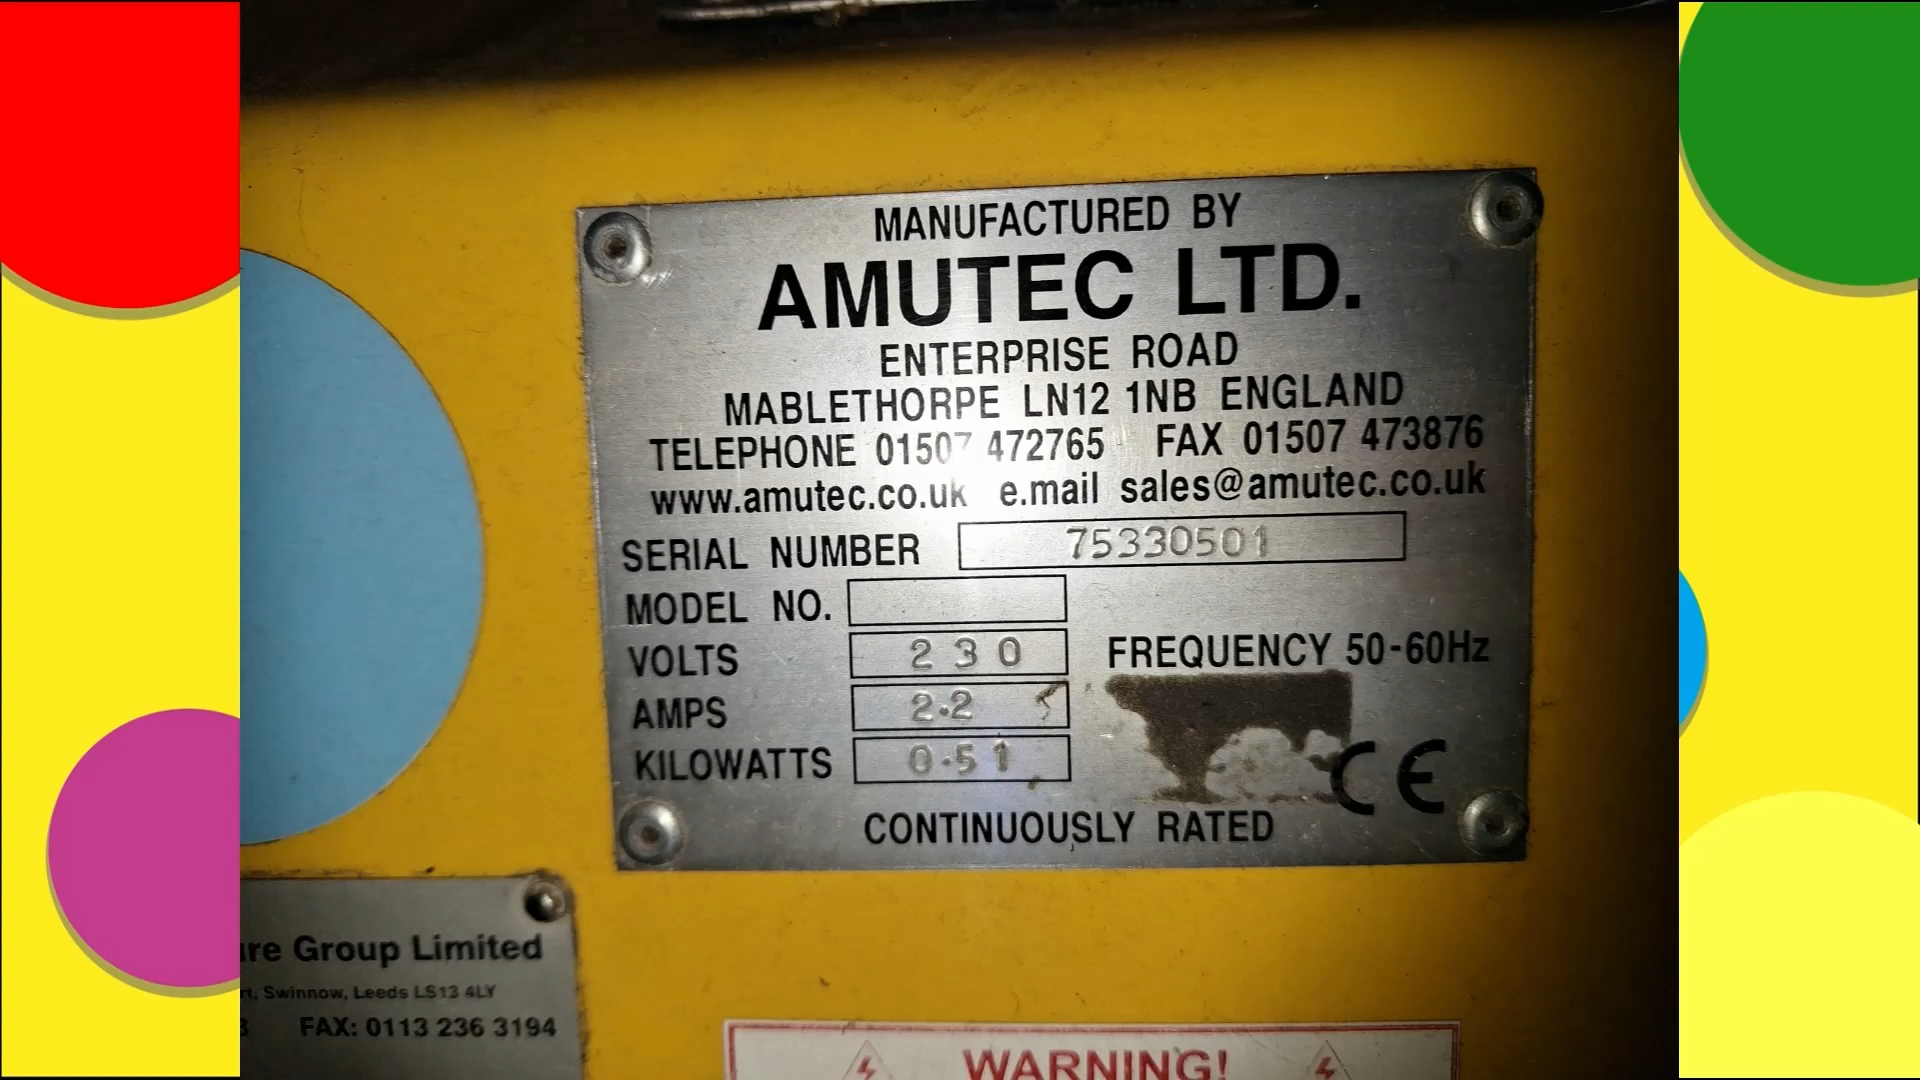 MANUFACTURED BY
AMUTEC LTD.
ENTERPRISE ROAD
MABLETHORPE LN12 1NB ENGLAND
TELEPHONE 01507 472765 FAX 01507 473876
www.amutec.co.uk e.mail sales@amutec.co.uk
SERIAL NUMBER 75330501
MODEL NO.
VOLTS 230 FREQUENCY 50-60Hz
AMPS 2.2
KILOWATTS 0.51
CE
CONTINUOUSLY RATED
Group Limited
Swinnow, Leeds LS13 4LY
FAX: 0113 236 3194
WARNING!